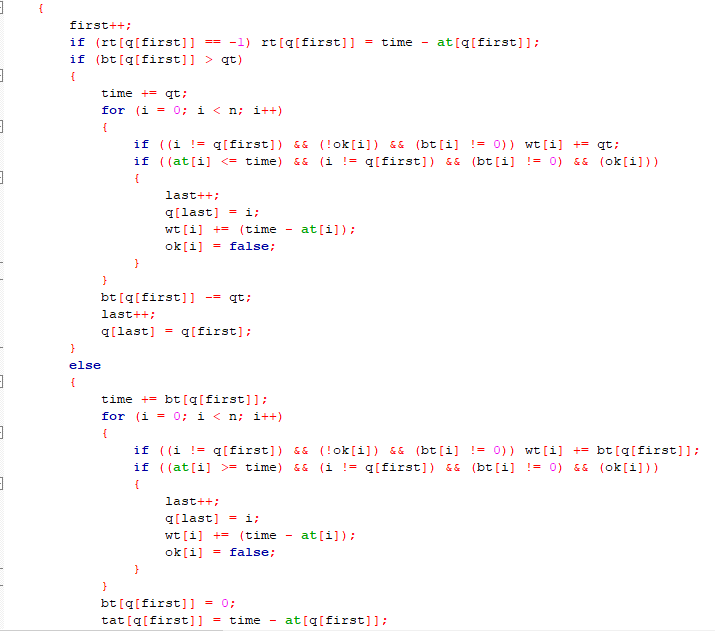 {
first++;
if (rt[q[first]] == -1) rt[q[first]] = time - at[q[first]];
if (bt[q[first]] > qt)
{
time += qt;
for (i = 0; i < n; i++)
{
if ((i != q[first]) && (!ok[i]) && (bt[i] != 0)) wt[i] += qt;
if ((at[i] <= time) && (i != q[first]) && (bt[i] != 0) && (ok[i]))
{
last++;
q[last] = i;
wt[i] += (time - at[i]);
ok[i] = false;
}
}
bt[q[first]] -= qt;
last++;
q[last] = q[first];
}
else
{
time += bt[q[first]];
for (i = 0; i < n; i++)
{
if ((i != q[first]) && (!ok[i]) && (bt[i] != 0)) wt[i] += bt[q[first]];
if ((at[i] >= time) && (i != q[first]) && (bt[i] != 0) && (ok[i]))
{
last++;
q[last] = i;
wt[i] += (time - at[i]);
ok[i] = false;
}
}
bt[q[first]] = 0;
tat[q[first]] = time - at[q[first]];